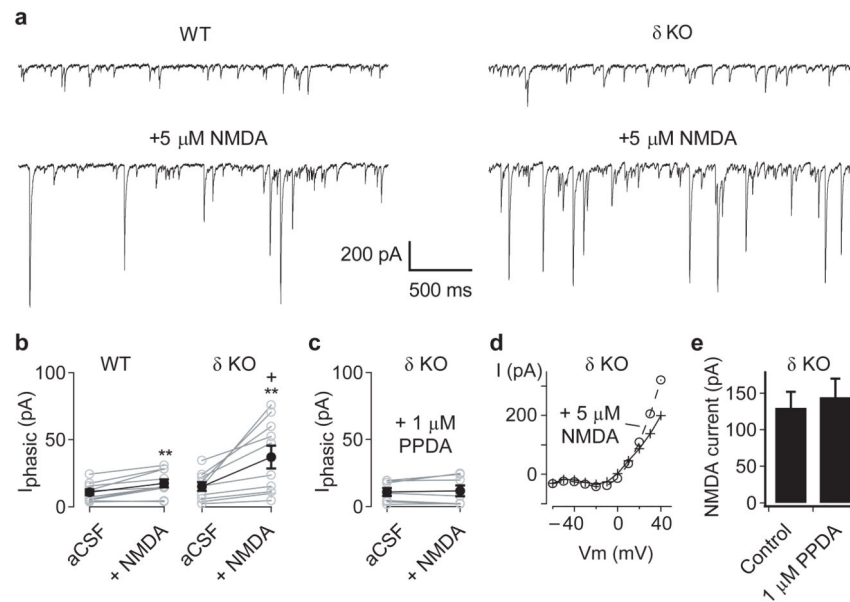 a
WT
δ KO
+5 µM NMDA
+5 µM NMDA
200 pA
500 ms
b
WT
δ KO
100
50
0
Iphasic (pA)
**
+
**
aCSF
+ NMDA
aCSF
+ NMDA
c
δ KO
100
50
0
Iphasic (pA)
+ 1 µM
PPDA
aCSF
+ NMDA
d
δ KO
I (pA)
200
0
+ 5 µM
NMDA
−40
0
40
Vm (mV)
e
δ KO
NMDA current (pA)
150
100
50
0
Control
1 µM PPDA